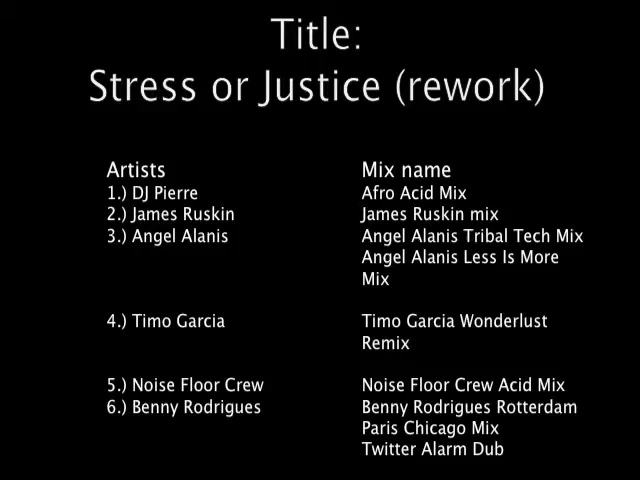 Title:
Stress or Justice (rework)
Artists
1.) DJ Pierre
2.) James Ruskin
3.) Angel Alanis
4.) Timo Garcia
5.) Noise Floor Crew
6.) Benny Rodrigues
Mix name
Afro Acid Mix
James Ruskin mix
Angel Alanis Tribal Tech Mix
Angel Alanis Less Is More
Mix
Timo Garcia Wonderlust
Remix
Noise Floor Crew Acid Mix
Benny Rodrigues Rotterdam
Paris Chicago Mix
Twitter Alarm Dub